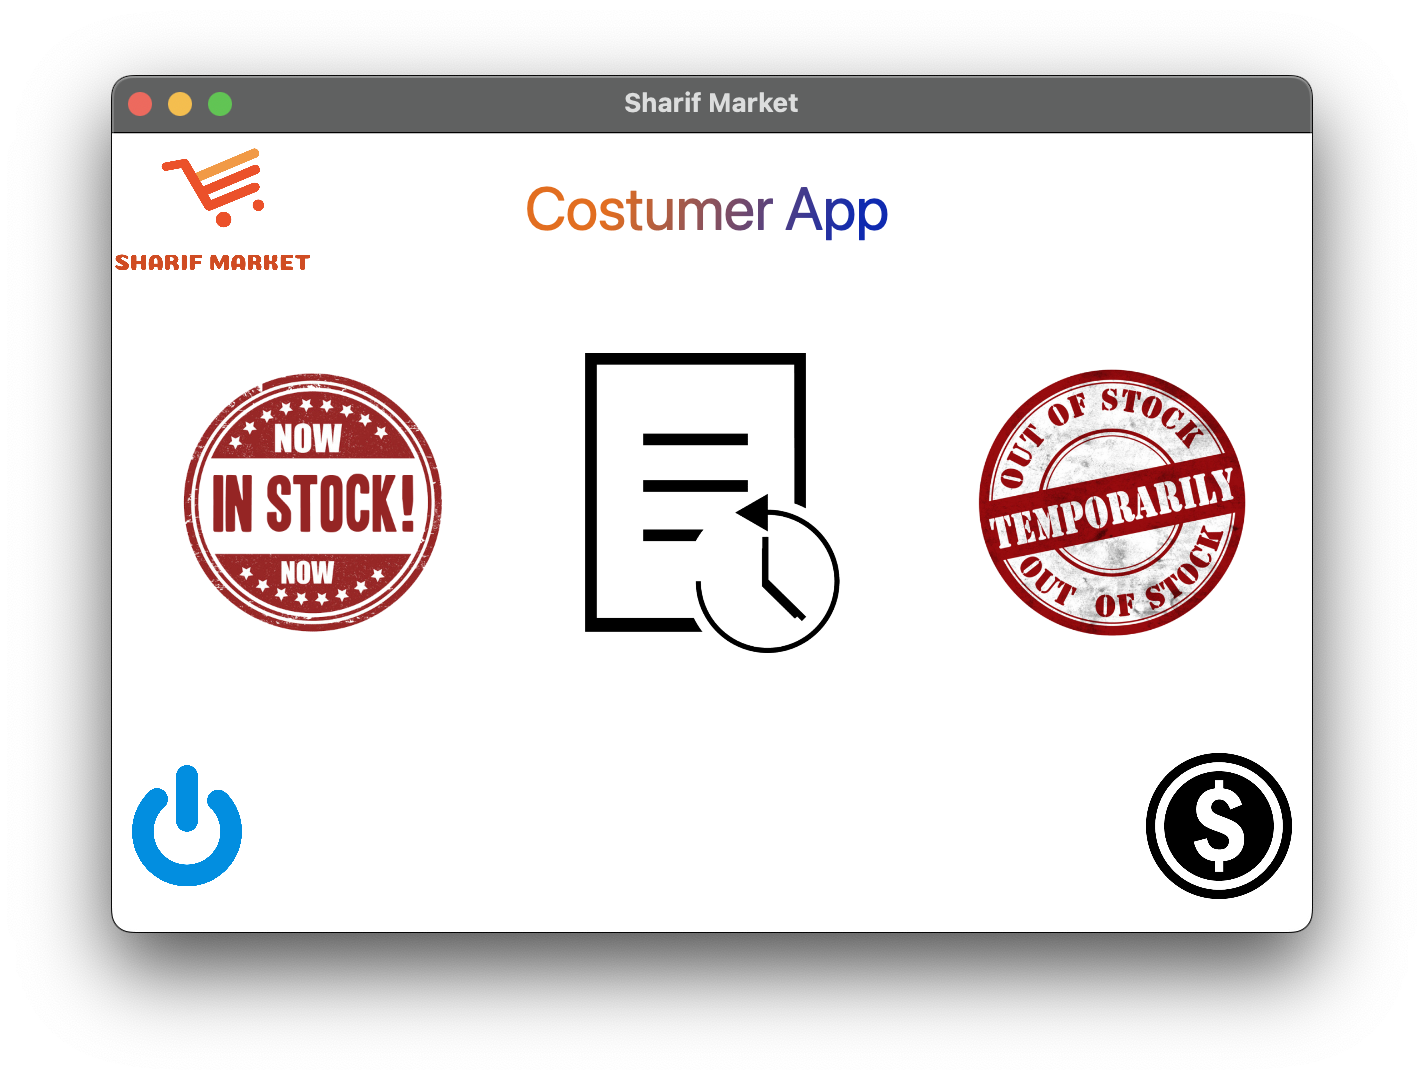 Sharif Market
SHARIF MARKET
Costumer App
NOW
IN STOCK!
NOW
OUT OF STOCK
TEMPORARILY
OUT OF STOCK
$